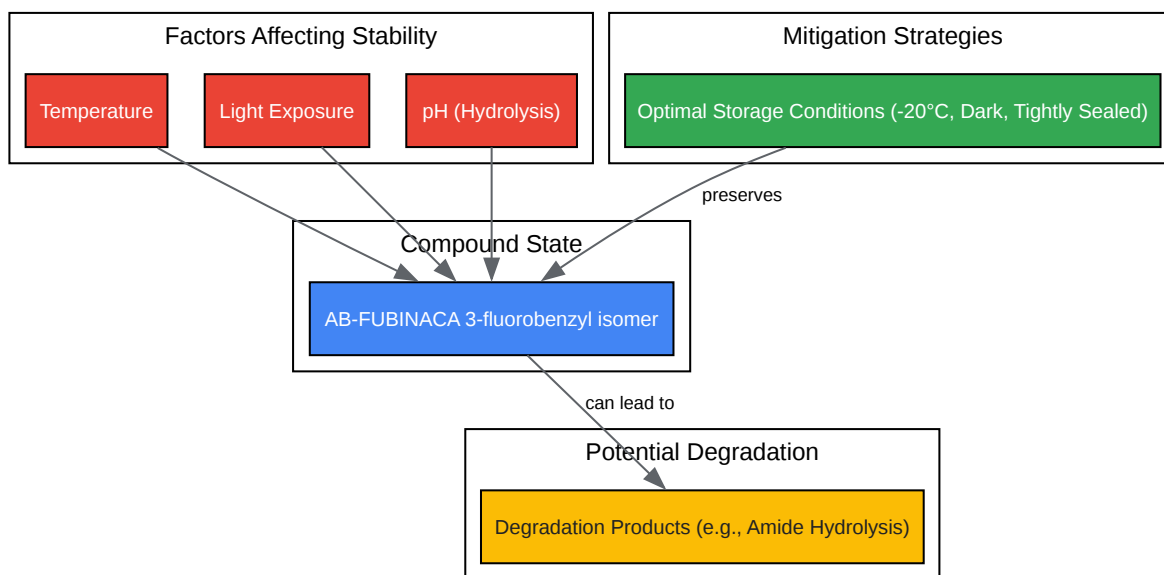 Factors Affecting Stability
Mitigation Strategies
Temperature
Light Exposure
pH (Hydrolysis)
Optimal Storage Conditions (-20°C, Dark, Tightly Sealed)
preserves
Compound State
AB-FUBINACA 3-fluorobenzyl isomer
can lead to
Potential Degradation
Degradation Products (e.g., Amide Hydrolysis)